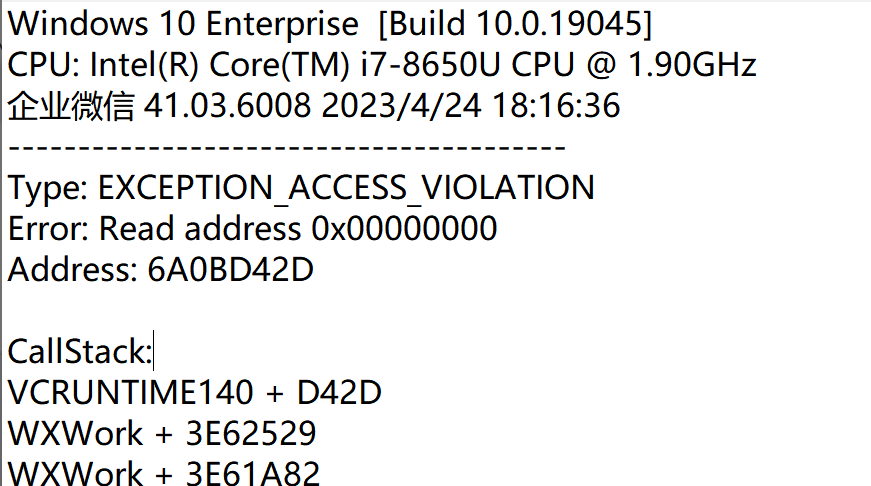 Windows 10 Enterprise  [Build 10.0.19045]
CPU: Intel(R) Core(TM) i7-8650U CPU @ 1.90GHz
企业微信 41.03.6008 2023/4/24 18:16:36
----------------------------------------
Type: EXCEPTION_ACCESS_VIOLATION
Error: Read address 0x00000000
Address: 6A0BD42D
CallStack:
VCRUNTIME140 + D42D
WXWork + 3E62529
WXWork + 3E61A82